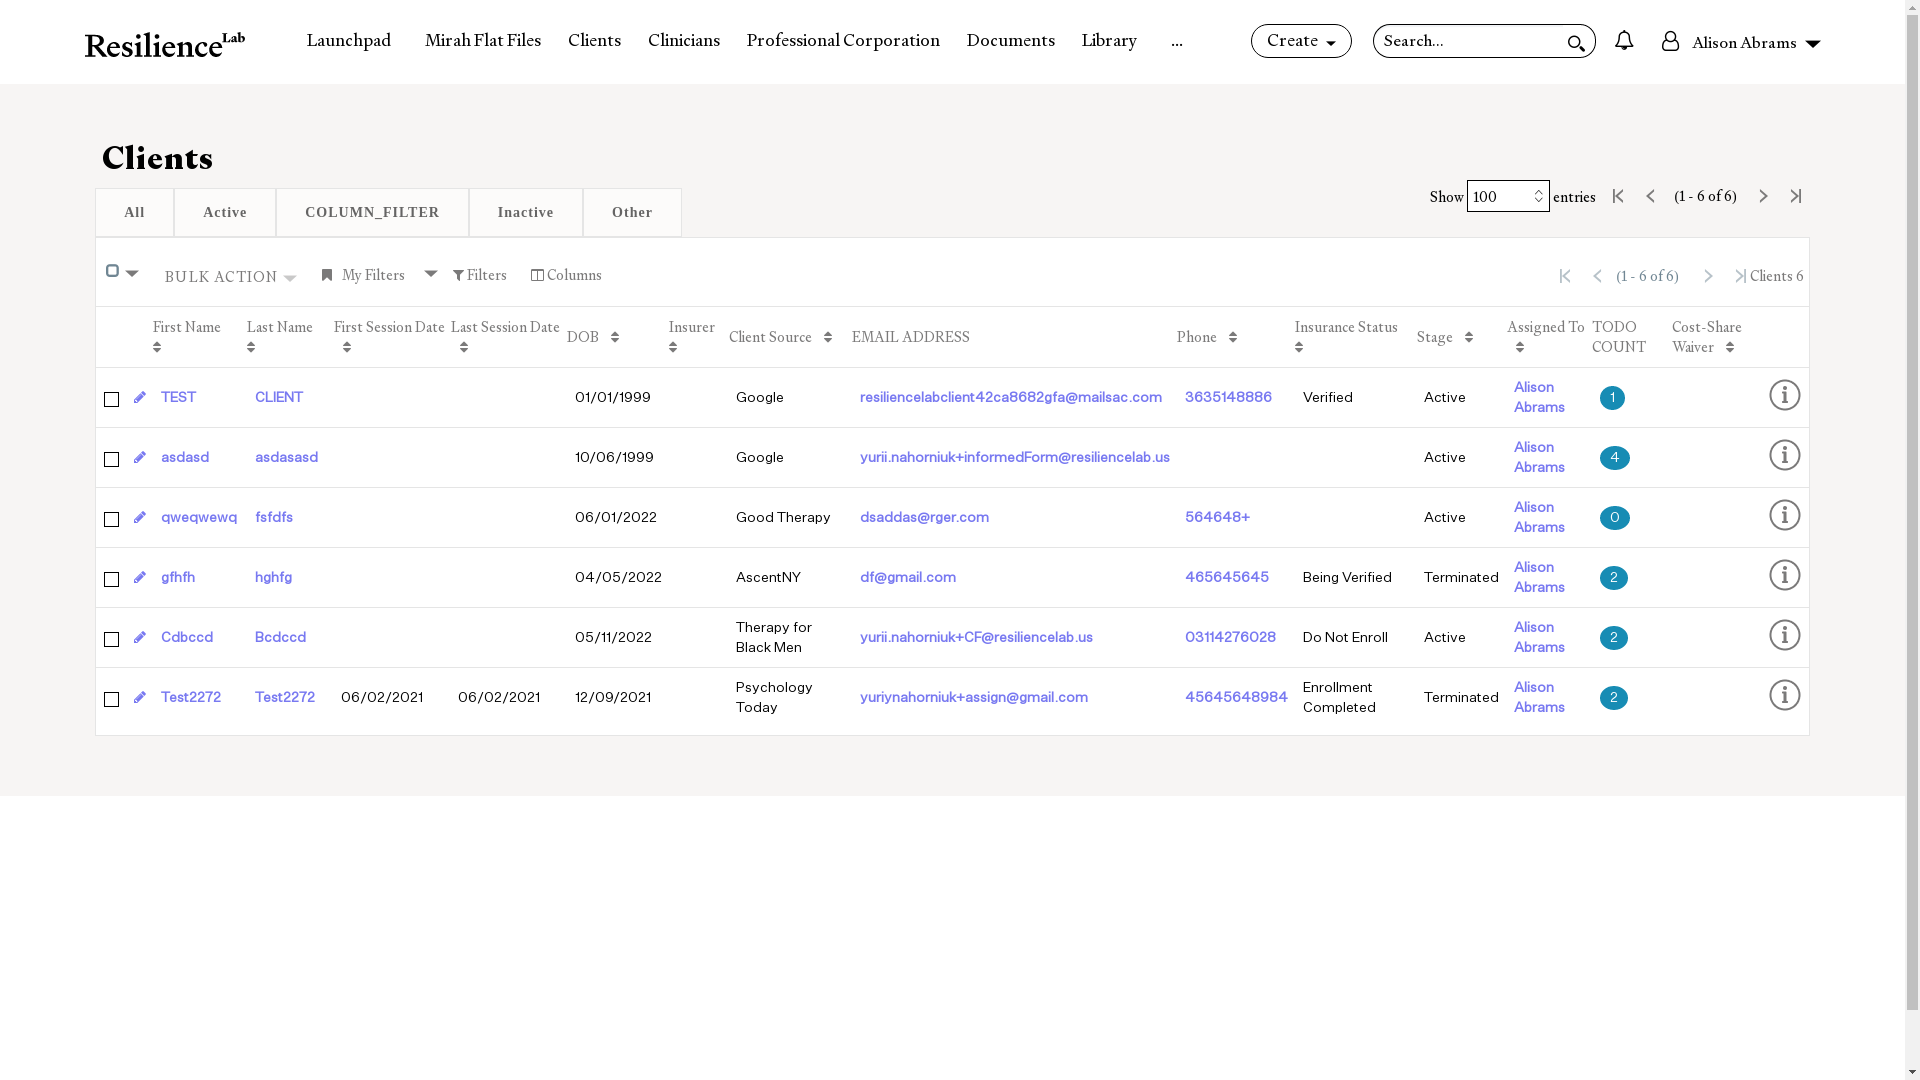 ResilienceLab Launchpad Mirah Flat Files Clients Clinicians Professional Corporation Documents Library ... Create Search... Alison Abrams
Clients
All Active COLUMN_FILTER Inactive Other
Show 100 entries (1 - 6 of 6)
BULK ACTION My Filters Filters Columns (1 - 6 of 6) Clients 6
First Name Last Name First Session Date Last Session Date DOB Insurer Client Source EMAIL ADDRESS Phone Insurance Status Stage Assigned To TODO COUNT Cost-Share Waiver
TEST CLIENT 01/01/1999 Google resiliencelabclient42ca8682gfa@mailsac.com 3635148886 Verified Active Alison Abrams 1
asdasd asdasasd 10/06/1999 Google yurii.nahorniuk+informedForm@resiliencelab.us Active Alison Abrams 4
qweqwewq fsfdfs 06/01/2022 Good Therapy dsaddas@rger.com 564648+ Active Alison Abrams 0
gfhfh hghfg 04/05/2022 AscentNY df@gmail.com 465645645 Being Verified Terminated Alison Abrams 2
Cdbccd Bcdccd 05/11/2022 Therapy for Black Men yurii.nahorniuk+CF@resiliencelab.us 03114276028 Do Not Enroll Active Alison Abrams 2
Test2272 Test2272 06/02/2021 06/02/2021 12/09/2021 Psychology Today yuriynahorniuk+assign@gmail.com 45645648984 Enrollment Completed Terminated Alison Abrams 2